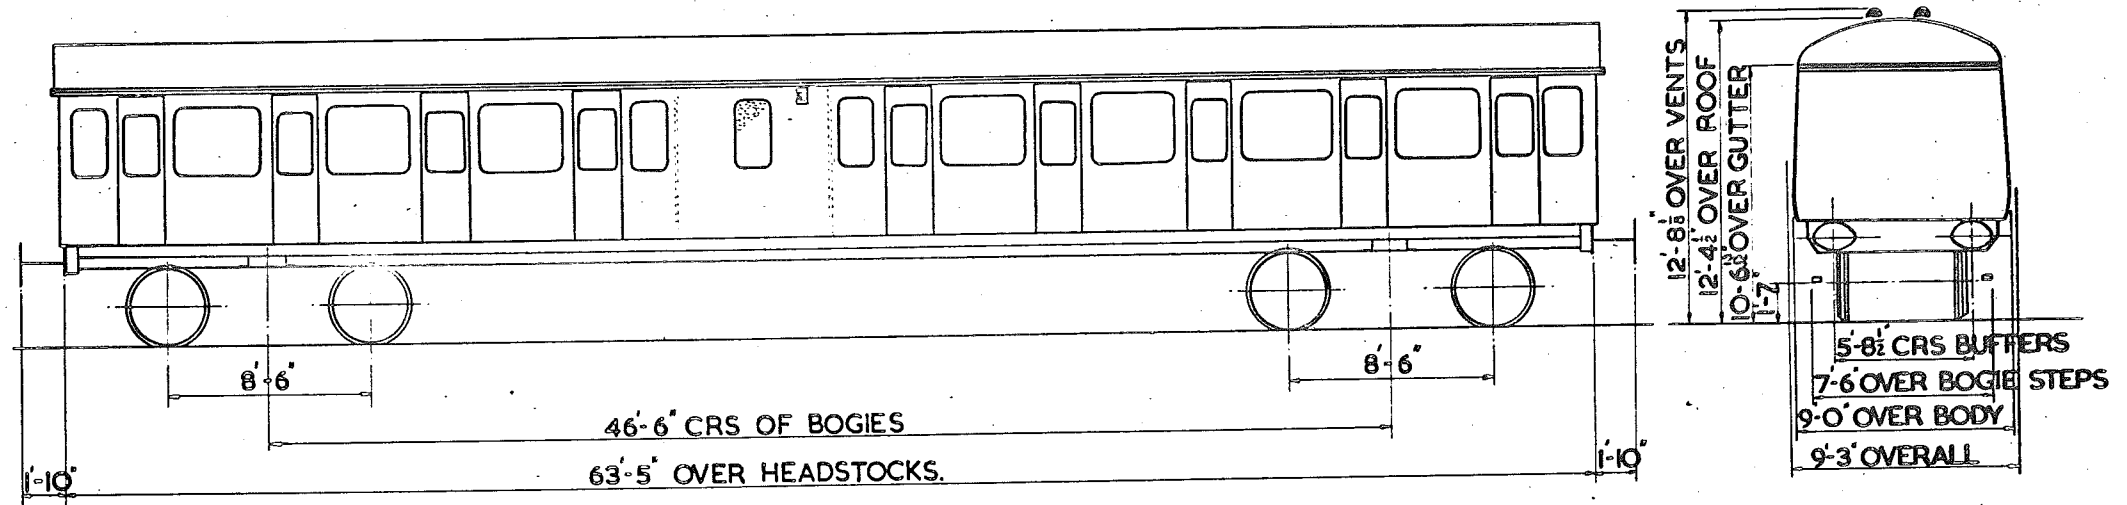 12'-8⅛" OVER VENTS
12'-4½" OVER ROOF
10'-6½" OVER GUTTER
1'-7"
8'-6"
8'-6"
46'-6" CRS OF BOGIES
1'-10"
63'-5" OVER HEADSTOCKS.
1'-10"
5'-8½" CRS BUFFERS
7'-6" OVER BOGIE STEPS
9'-0" OVER BODY
9'-3" OVERALL